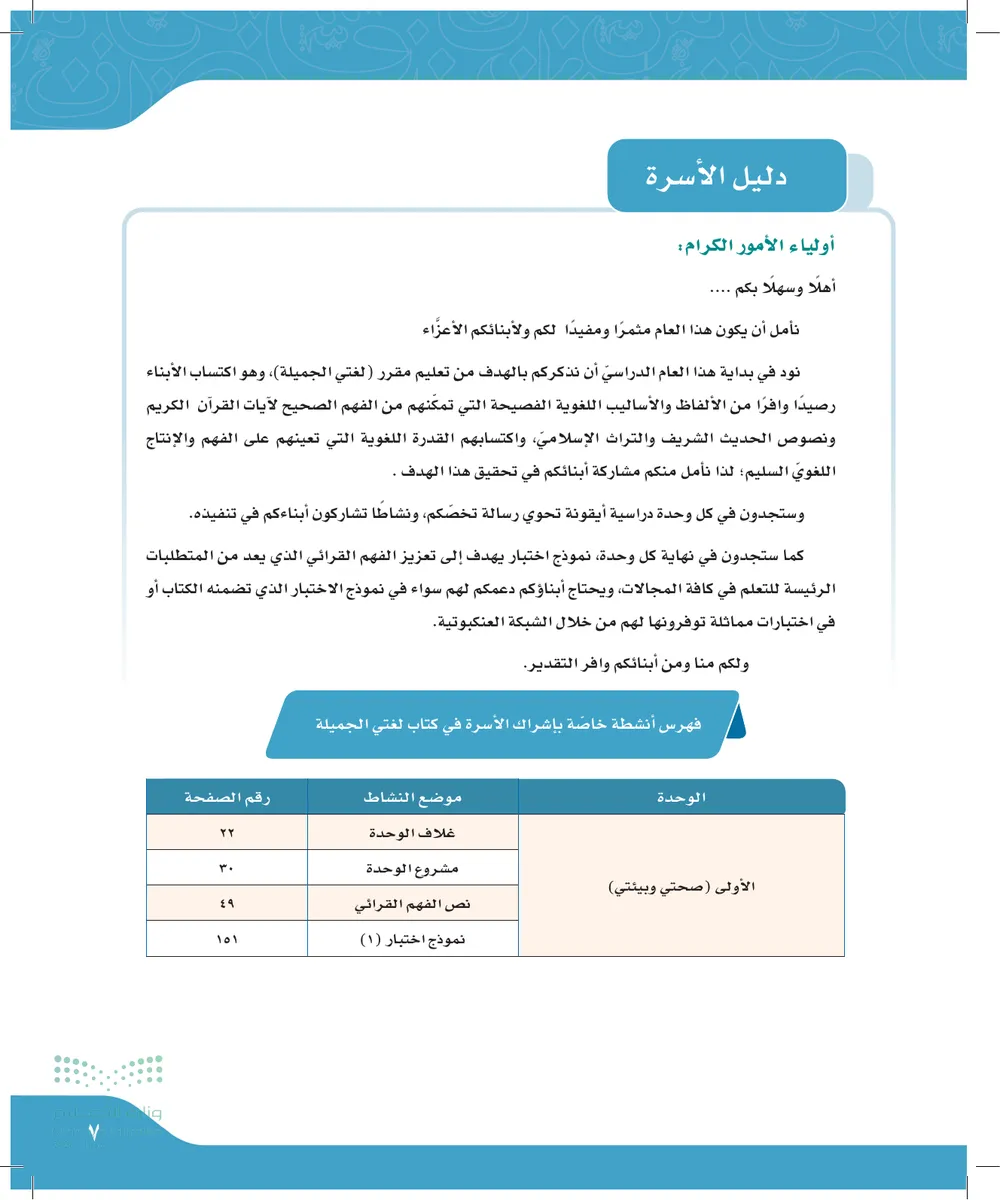 دليل الأسرة
أولياء الأمور الكرام:
أهلًا وسهلًا بكم ....
نأمل أن يكون هذا العام مثمرًا ومفيدًا لكم ولأبنائكم الأعزَّاء
نود في بداية هذا العام الدراسيّ أن نذكركم بالهدف من تعليم مقرر (لغتي الجميلة)، وهو اكتساب الأبناء
رصيدًا وافرًا من الألفاظ والأساليب اللغوية الفصيحة التي تمكّنهم من الفهم الصحيح لآيات القرآن الكريم
ونصوص الحديث الشريف والتراث الإسلاميّ، واكتسابهم القدرة اللغوية التي تعينهم على الفهم والإنتاج
اللغويّ السليم؛ لذا نأمل منكم مشاركة أبنائكم في تحقيق هذا الهدف .
وستجدون في كل وحدة دراسية أيقونة تحوي رسالة تخصّكم، ونشاطًا تشاركون أبناءكم في تنفيذه.
كما ستجدون في نهاية كل وحدة، نموذج اختبار يهدف إلى تعزيز الفهم القرائي الذي يعد من المتطلبات
الرئيسة للتعلم في كافة المجالات، ويحتاج أبناؤكم دعمكم لهم سواء في نموذج الاختبار الذي تضمنه الكتاب أو
في اختبارات مماثلة توفرونها لهم من خلال الشبكة العنكبوتية.
ولكم منا ومن أبنائكم وافر التقدير.
فهرس أنشطة خاصّة بإشراك الأسرة في كتاب لغتي الجميلة
الوحدة موضع النشاط رقم الصفحة
الأولى (صحتي وبيئتي)
غلاف الوحدة ٢٢
مشروع الوحدة ٣٠
نص الفهم القرائي ٤٩
نموذج اختبار (١) ١٥١
٧